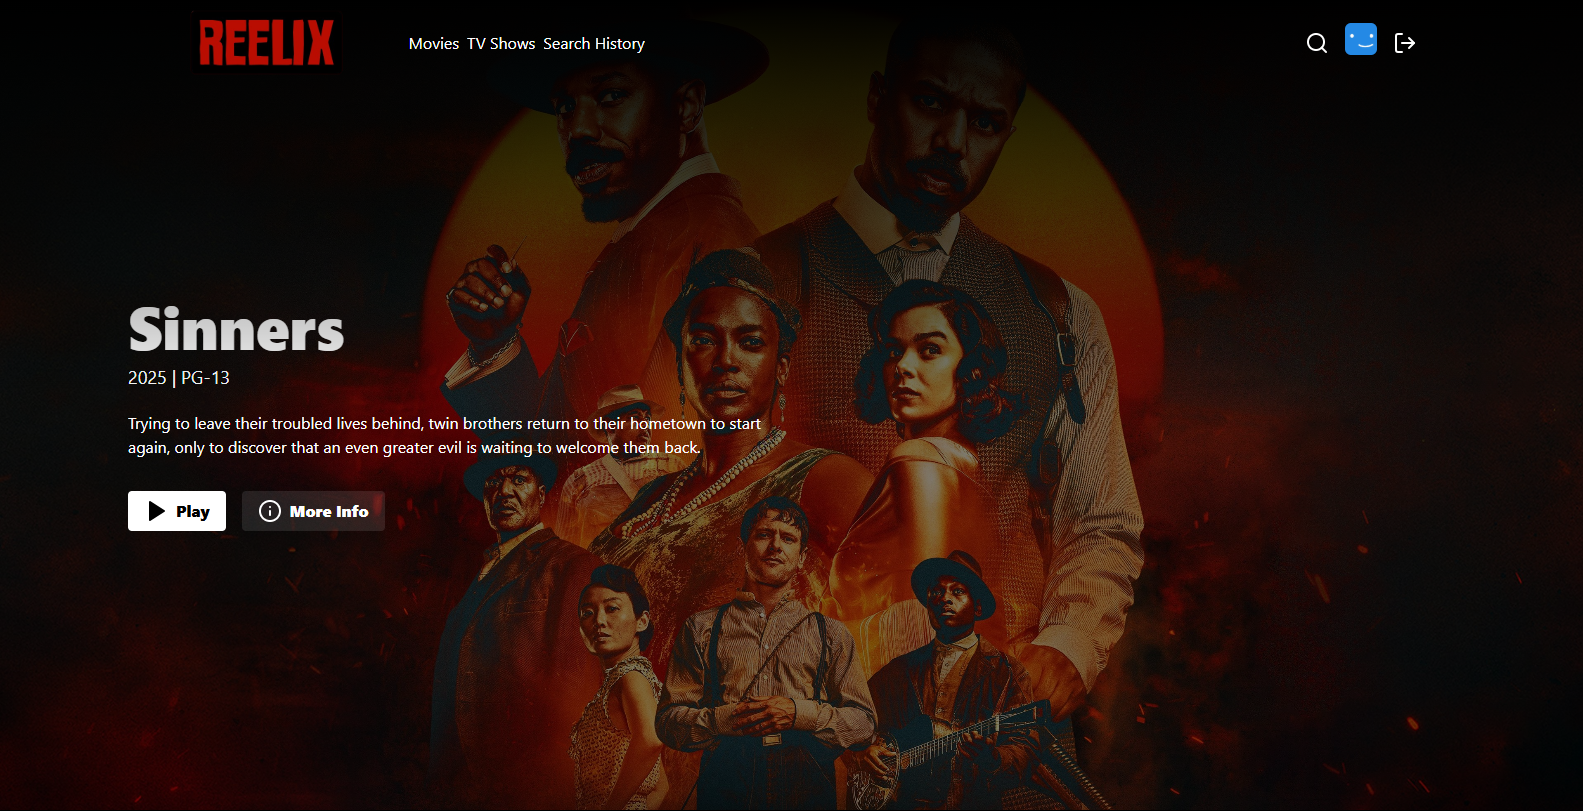 REELIX
Movies TV Shows Search History
Sinners
2025 | PG-13
Trying to leave their troubled lives behind, twin brothers return to their hometown to start
again, only to discover that an even greater evil is waiting to welcome them back.
Play
More Info